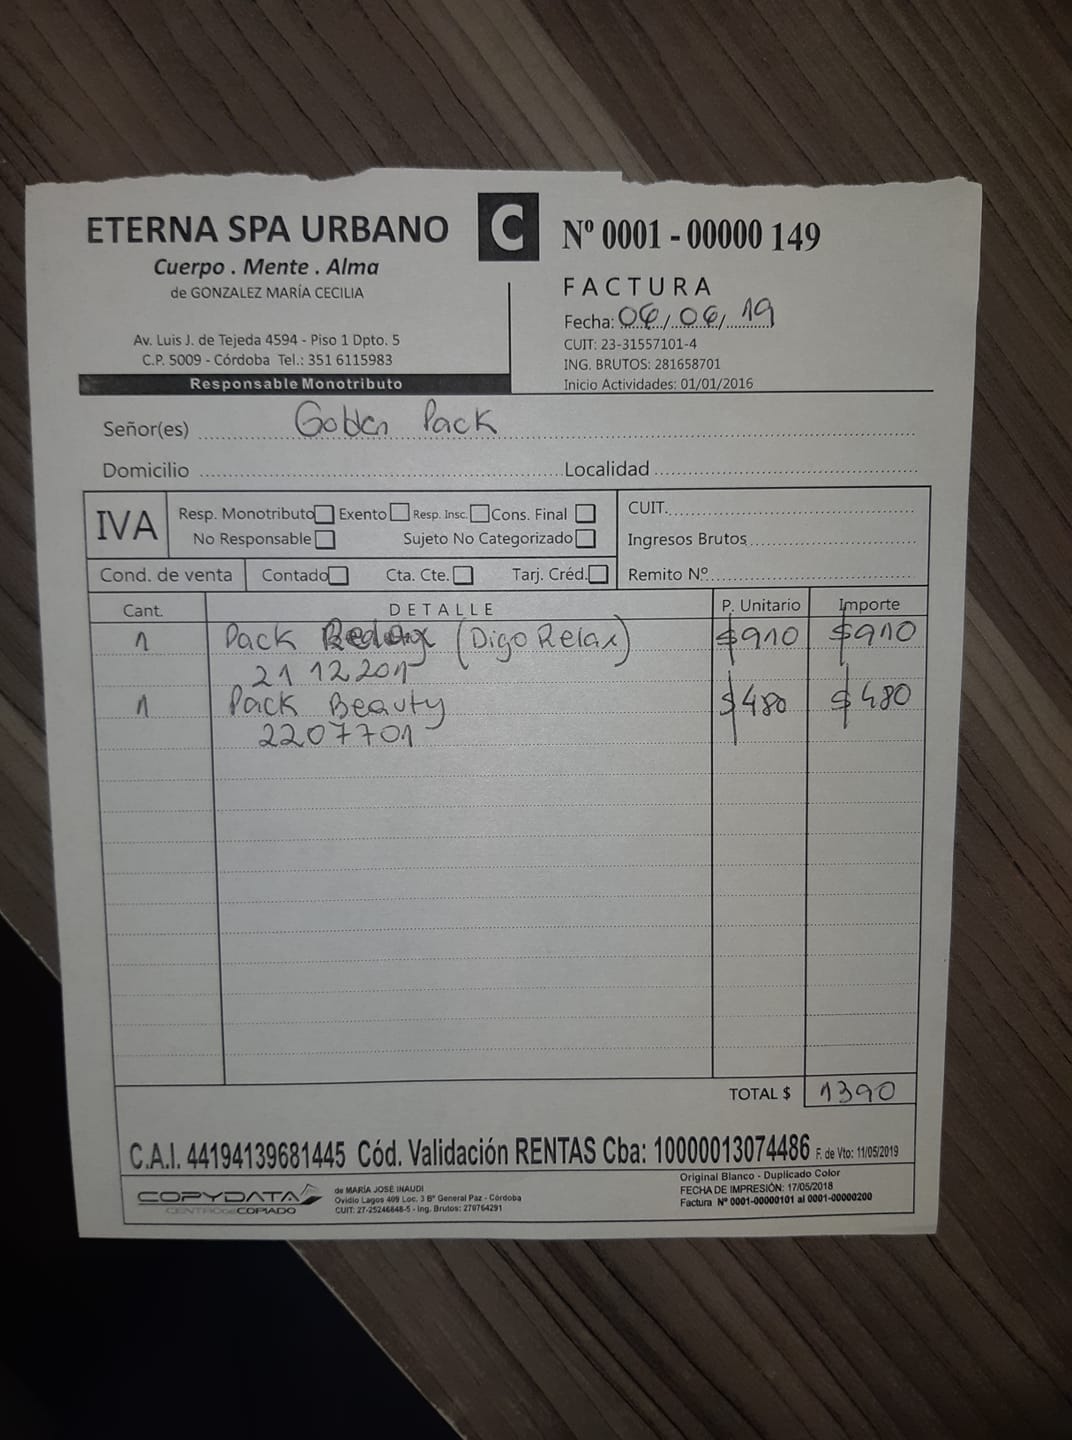 ETERNA SPA URBANO
Cuerpo . Mente . Alma
de GONZALEZ MARÍA CECILIA
Av. Luis J. de Tejeda 4594 - Piso 1 Dpto. 5
C.P. 5009 - Córdoba Tel.: 351 6115983
Responsable Monotributo
C
Nº 0001 - 00000 149
FACTURA
Fecha: 06/06/19
CUIT: 23-31557101-4
ING. BRUTOS: 281658701
Inicio Actividades: 01/01/2016
Señor(es) Golden Pack
Domicilio Localidad
IVA
Resp. Monotributo Exento Resp. Insc. Cons. Final
No Responsable Sujeto No Categorizado
CUIT.
Ingresos Brutos
Cond. de venta Contado Cta. Cte. Tarj. Créd. Remito Nº
Cant. DETALLE P. Unitario Importe
1 Pack (Digo Relax) $910 $910
21 12 201
1 Pack Beauty $480 $480
2207701
TOTAL $ 1390
C.A.I. 44194139681445 Cód. Validación RENTAS Cba: 10000013074486 F. de Vto: 11/05/2019
COPYDATA
CENTRO de COPIADO
de MARÍA JOSÉ INAUDI
Ovidio Lagos 409 Loc. 3 Bº General Paz - Córdoba
CUIT: 27-25246848-5 - Ing. Brutos: 270764291
Original Blanco - Duplicado Color
FECHA DE IMPRESIÓN: 17/05/2018
Factura Nº 0001-00000101 al 0001-00000200